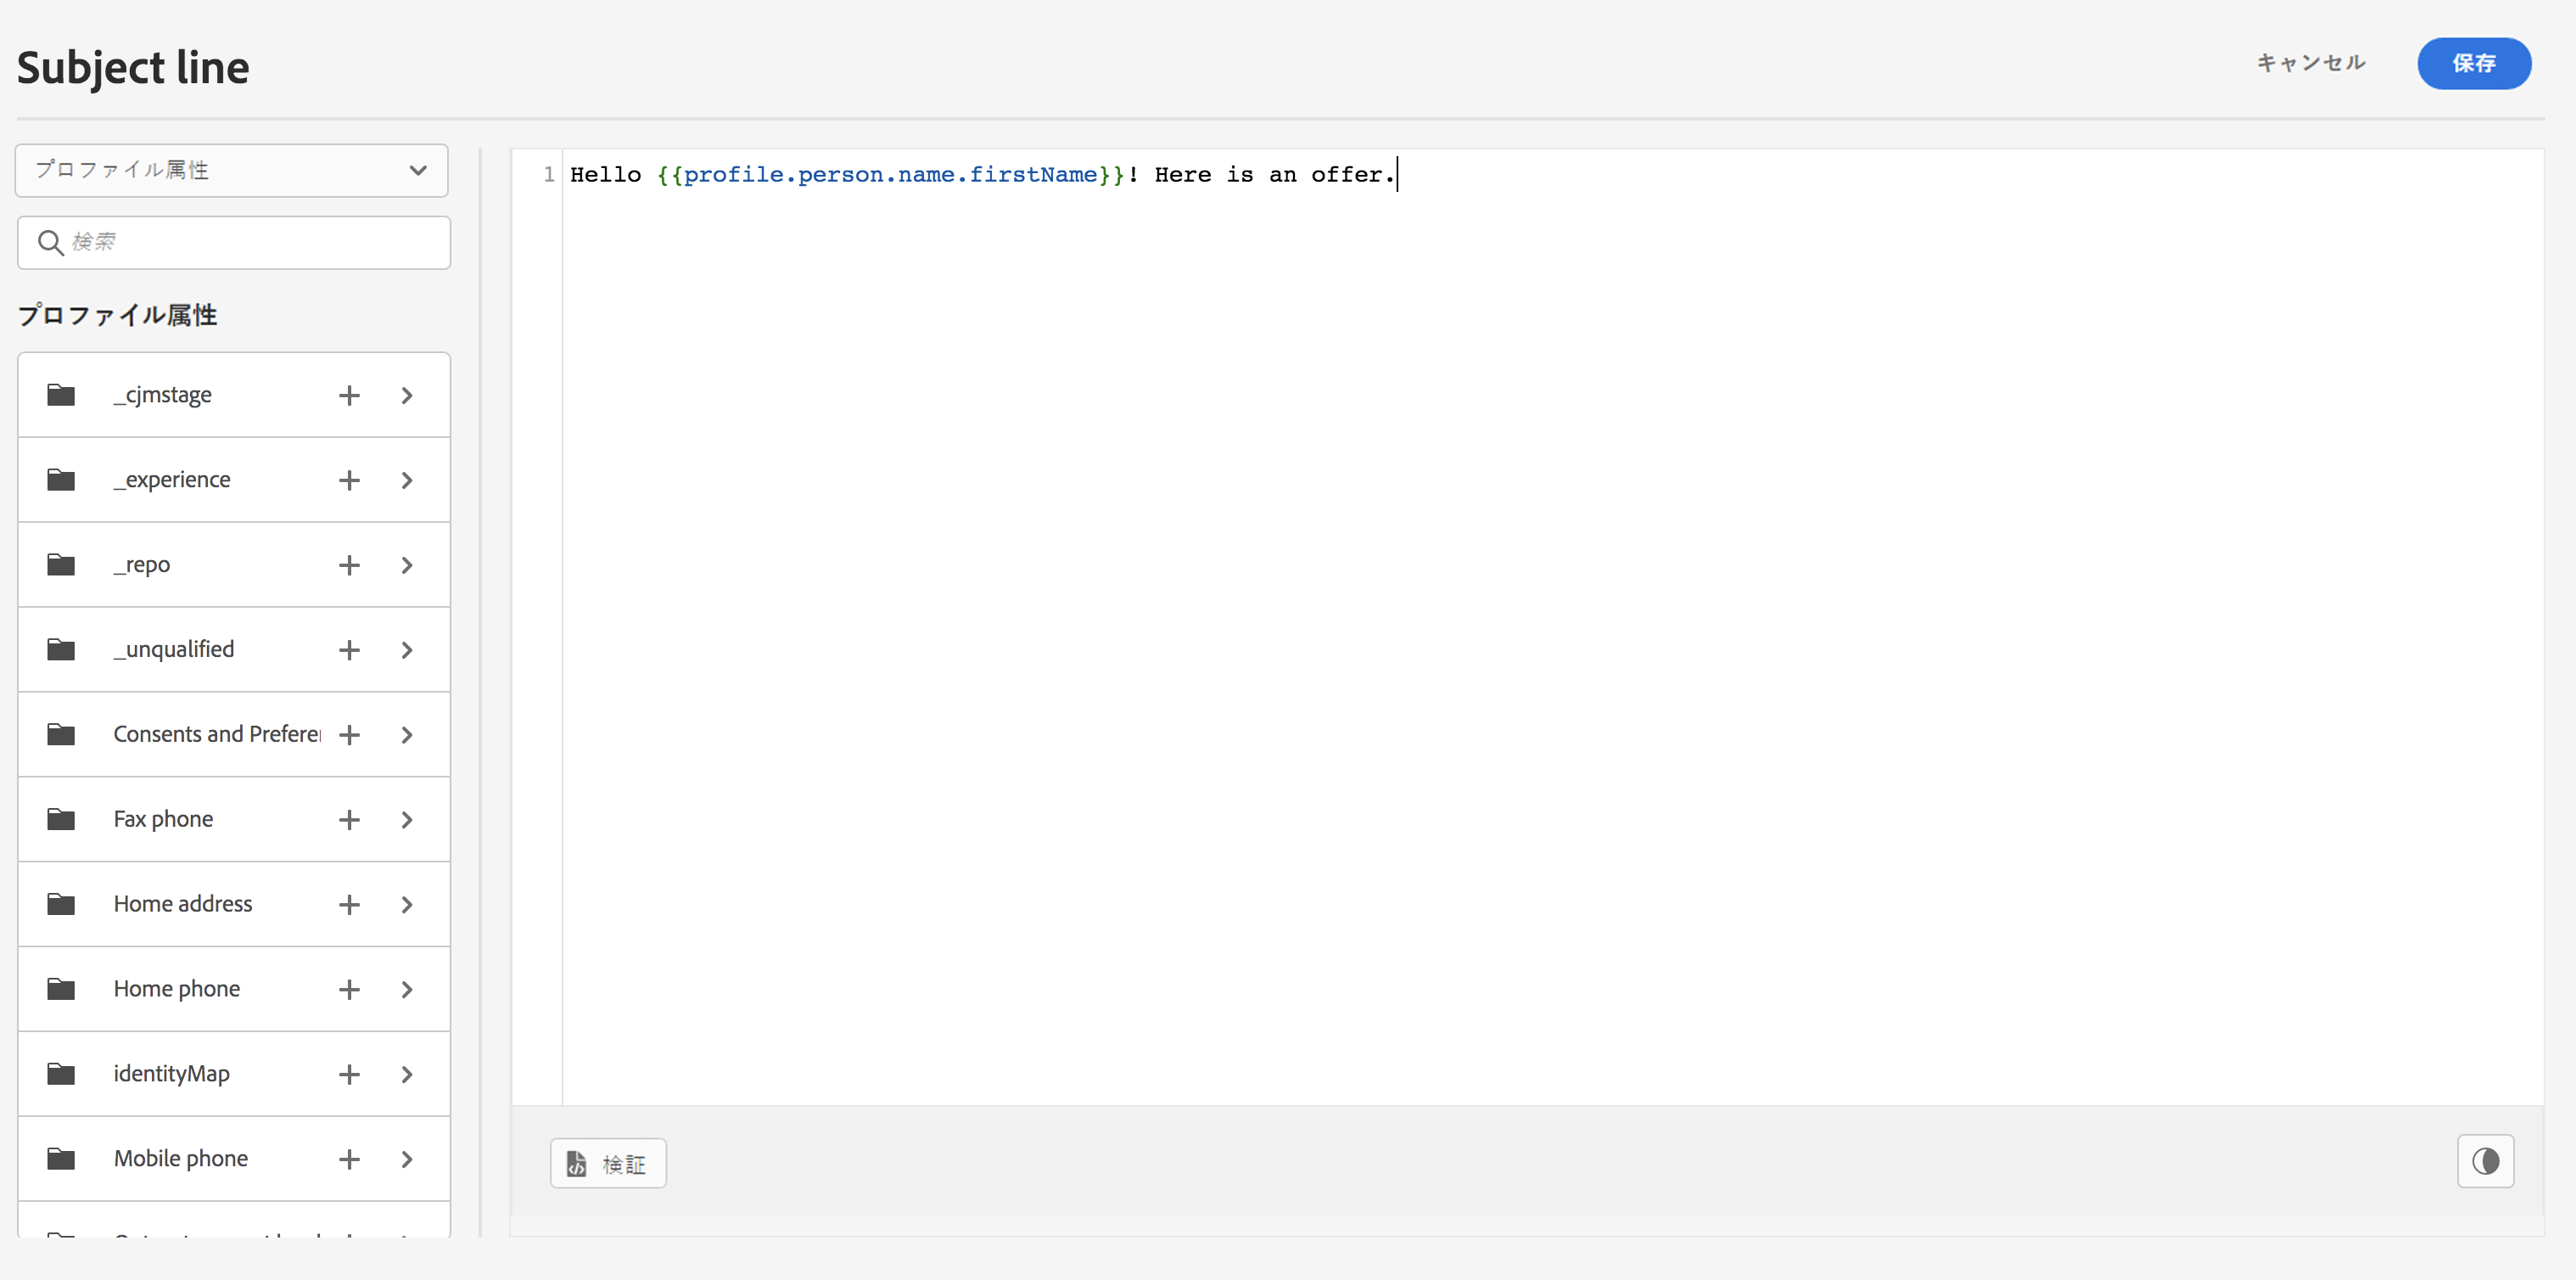 Subject line
キャンセル
保存
プロファイル属性
検索
プロファイル属性
_cjmstage
_experience
_repo
_unqualified
Consents and Prefere
Fax phone
Home address
Home phone
identityMap
Mobile phone
1 Hello {{profile.person.name.firstName}}! Here is an offer.
検証